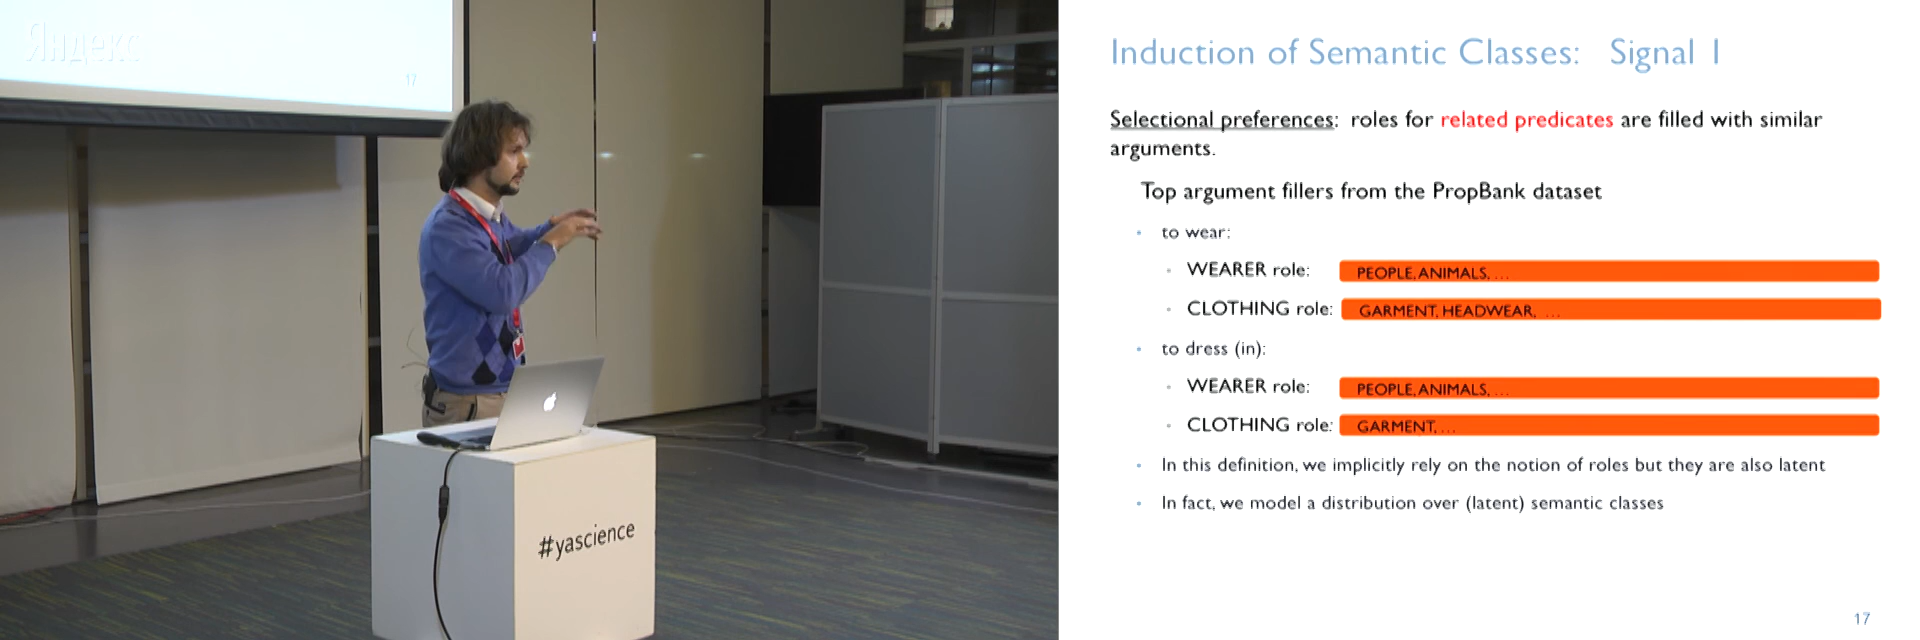 Яндекс
17
#yascience
Induction of Semantic Classes: Signal 1
Selectional preferences: roles for related predicates are filled with similar
arguments.
Top argument fillers from the PropBank dataset
• to wear:
• WEARER role: PEOPLE, ANIMALS, ...
• CLOTHING role: GARMENT, HEADWEAR, ...
• to dress (in):
• WEARER role: PEOPLE, ANIMALS, ...
• CLOTHING role: GARMENT, ...
• In this definition, we implicitly rely on the notion of roles but they are also latent
• In fact, we model a distribution over (latent) semantic classes
17